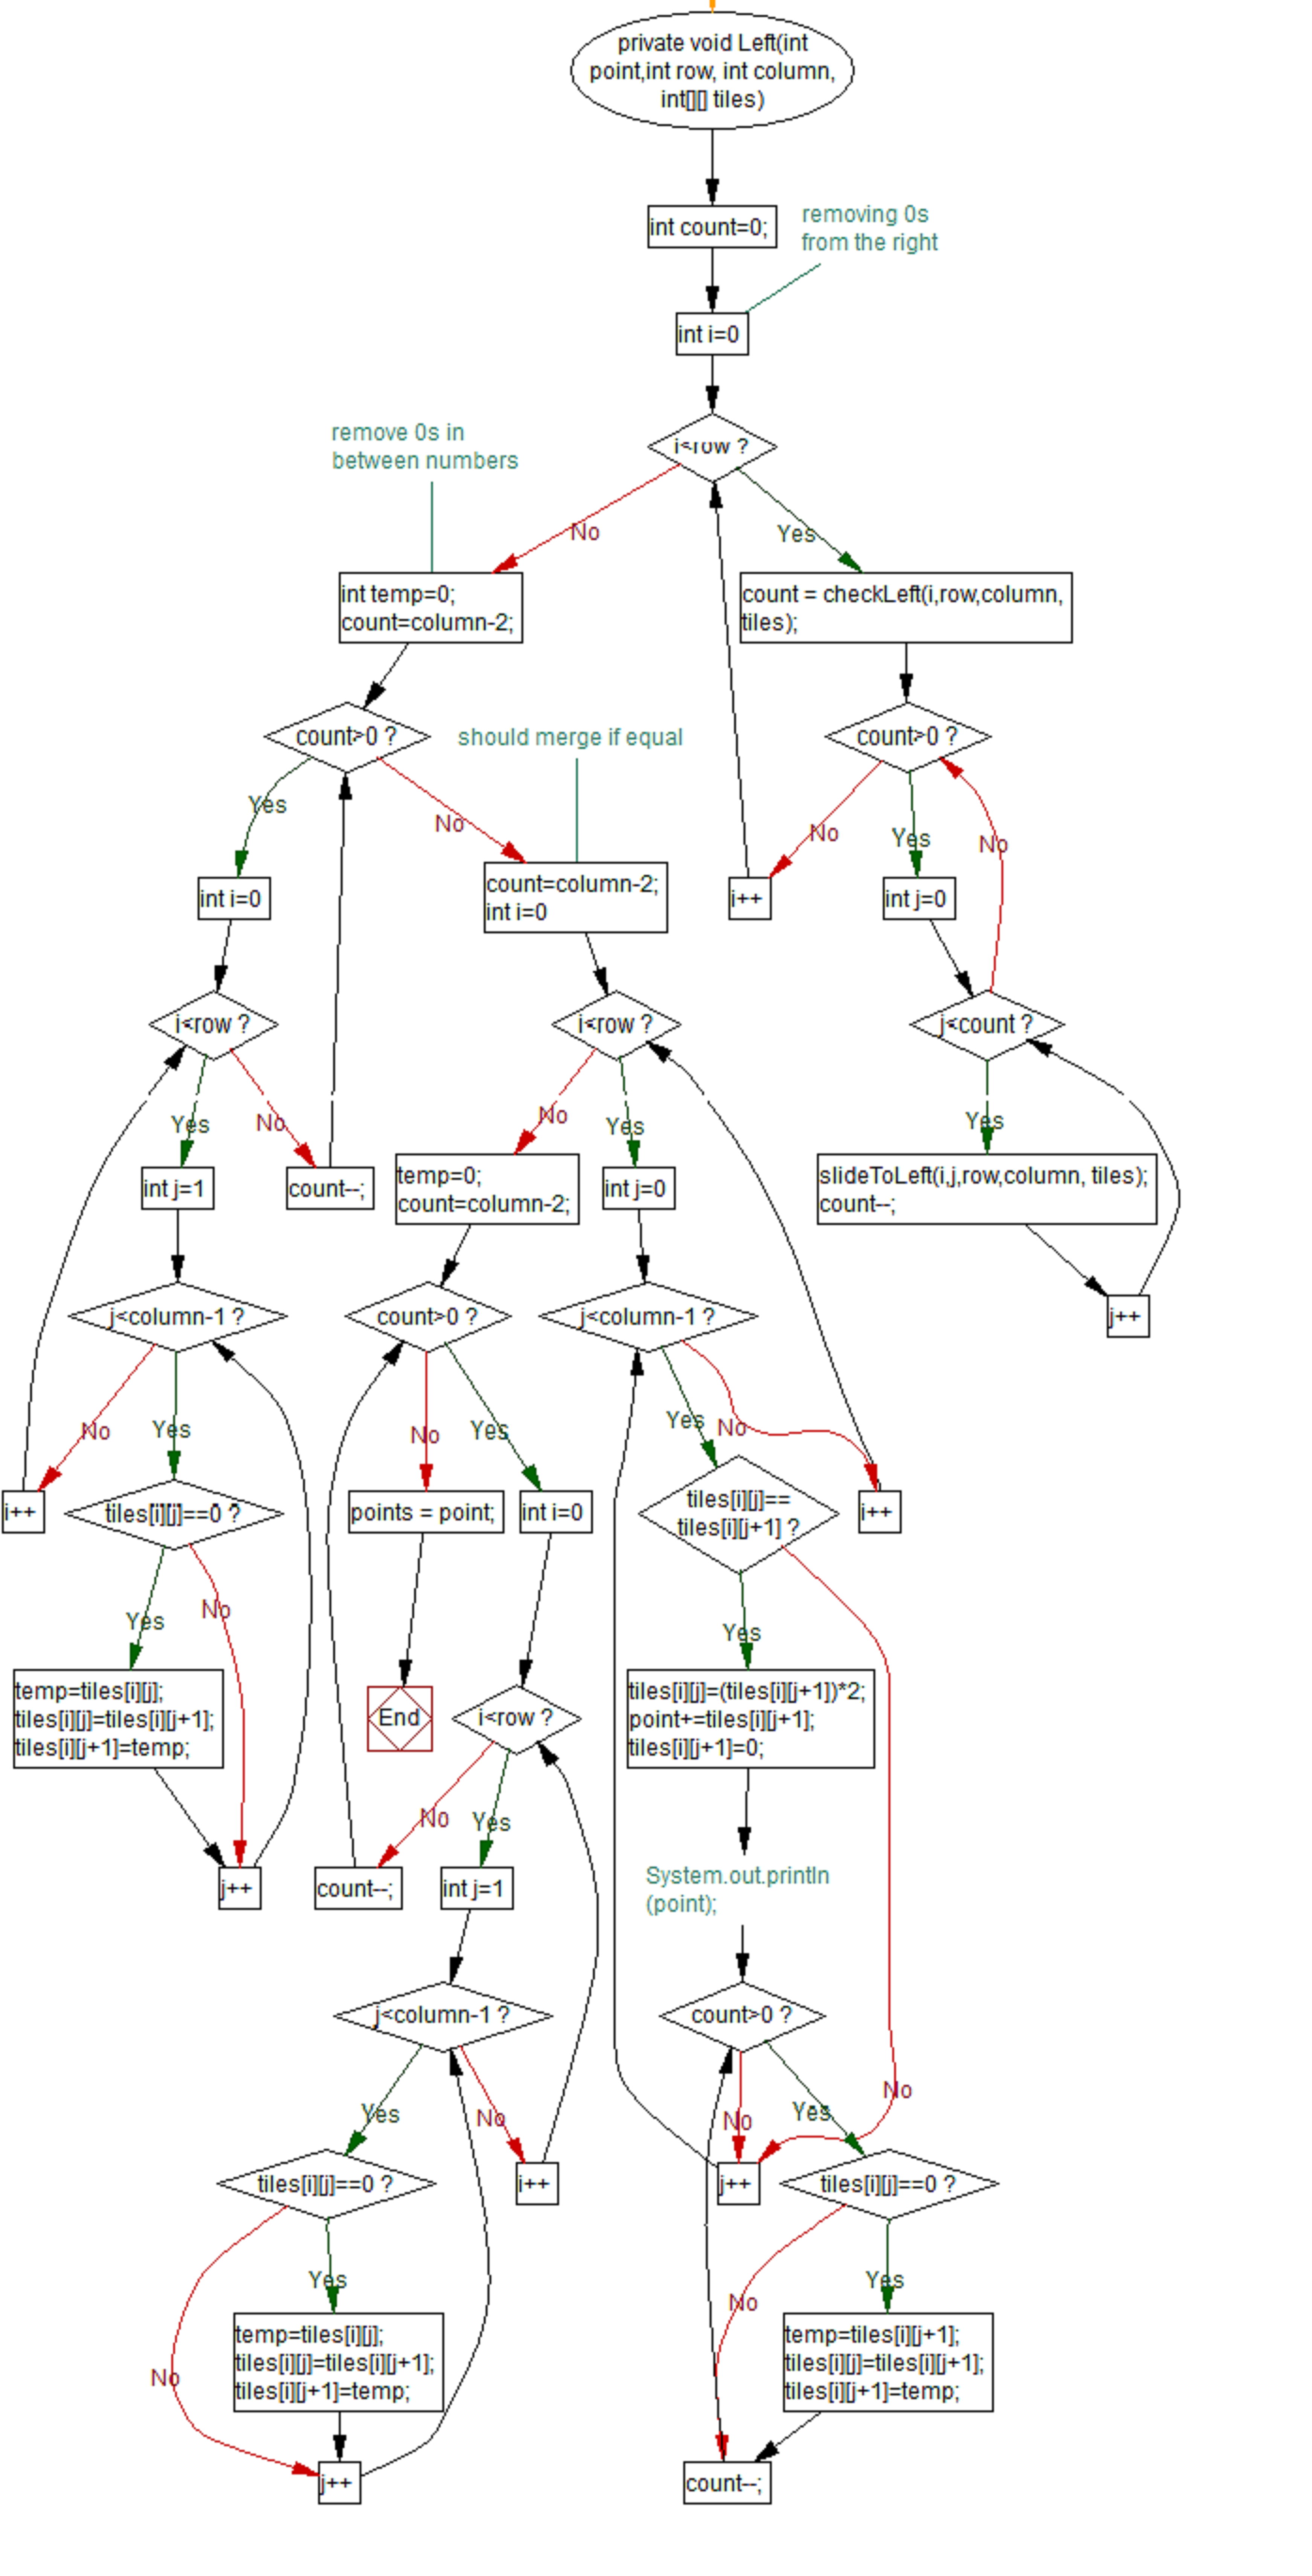 private void Left(int
point,int row, int column,
int[][] tiles)
int count=0;
removing 0s
from the right
int i=0
i<row ?
remove 0s in
between numbers
No
Yes
int temp=0;
count=column-2;
count = checkLeft(i,row,column,
tiles);
count>0 ?
should merge if equal
count>0 ?
Yes
No
No
Yes
No
int i=0
count=column-2;
int i=0
i++
int j=0
i<row ?
i<row ?
j<count ?
Yes
No
No
Yes
Yes
int j=1
count--;
temp=0;
count=column-2;
int j=0
slideToLeft(i,j,row,column, tiles);
count--;
j<column-1 ?
count>0 ?
j<column-1 ?
j++
No
Yes
No
Yes
Yes
No
i++
tiles[i][j]==0 ?
points = point;
int i=0
tiles[i][j]==
tiles[i][j+1] ?
i++
Yes
No
Yes
temp=tiles[i][j];
tiles[i][j]=tiles[i][j+1];
tiles[i][j+1]=temp;
End
i<row ?
tiles[i][j]=(tiles[i][j+1])*2;
point+=tiles[i][j+1];
tiles[i][j+1]=0;
No
Yes
j++
count--;
int j=1
System.out.println
(point);
j<column-1 ?
count>0 ?
Yes
No
No
Yes
No
tiles[i][j]==0 ?
i++
j++
tiles[i][j]==0 ?
Yes
No
No
Yes
temp=tiles[i][j];
tiles[i][j]=tiles[i][j+1];
tiles[i][j+1]=temp;
temp=tiles[i][j+1];
tiles[i][j]=tiles[i][j+1];
tiles[i][j+1]=temp;
j++
count--;